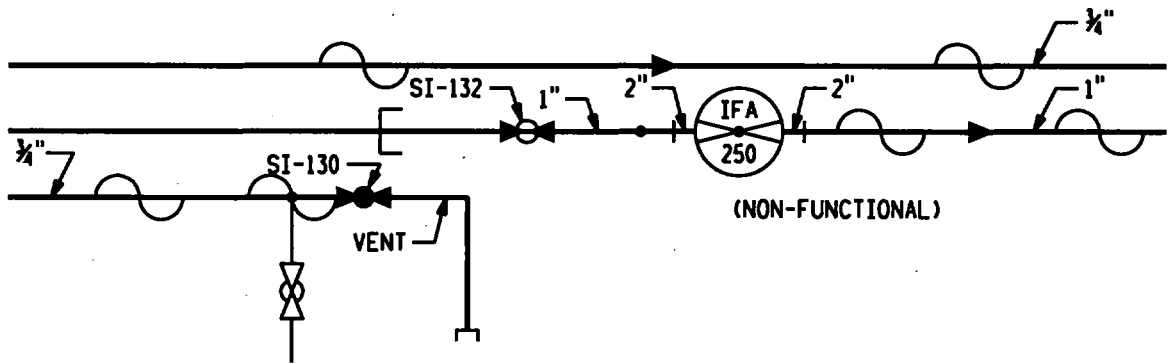 ¾"
SI-132
1"
2"
IFA
250
2"
1"
¾"
SI-130
(NON-FUNCTIONAL)
VENT